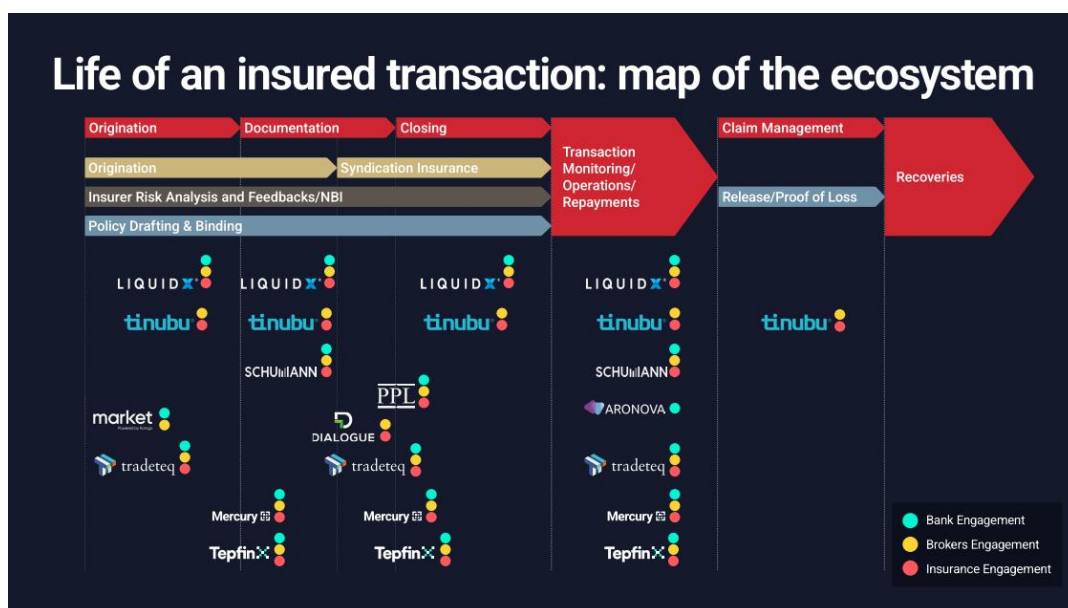 Life of an insured transaction: map of the ecosystem
Origination
Documentation
Closing
Transaction
Monitoring/
Operations/
Repayments
Claim Management
Recoveries
Origination
Syndication Insurance
Insurer Risk Analysis and Feedbacks/NBI
Release/Proof of Loss
Policy Drafting & Binding
LIQUIDX
LIQUIDX
LIQUIDX
LIQUIDX
tinubu
tinubu
tinubu
tinubu
tinubu
SCHUMANN
SCHUMANN
PPL
ARONOVA
market
DIALOGUE
tradeteq
tradeteq
tradeteq
Mercury
Mercury
Mercury
TepfinX
TepfinX
TepfinX
Bank Engagement
Brokers Engagement
Insurance Engagement